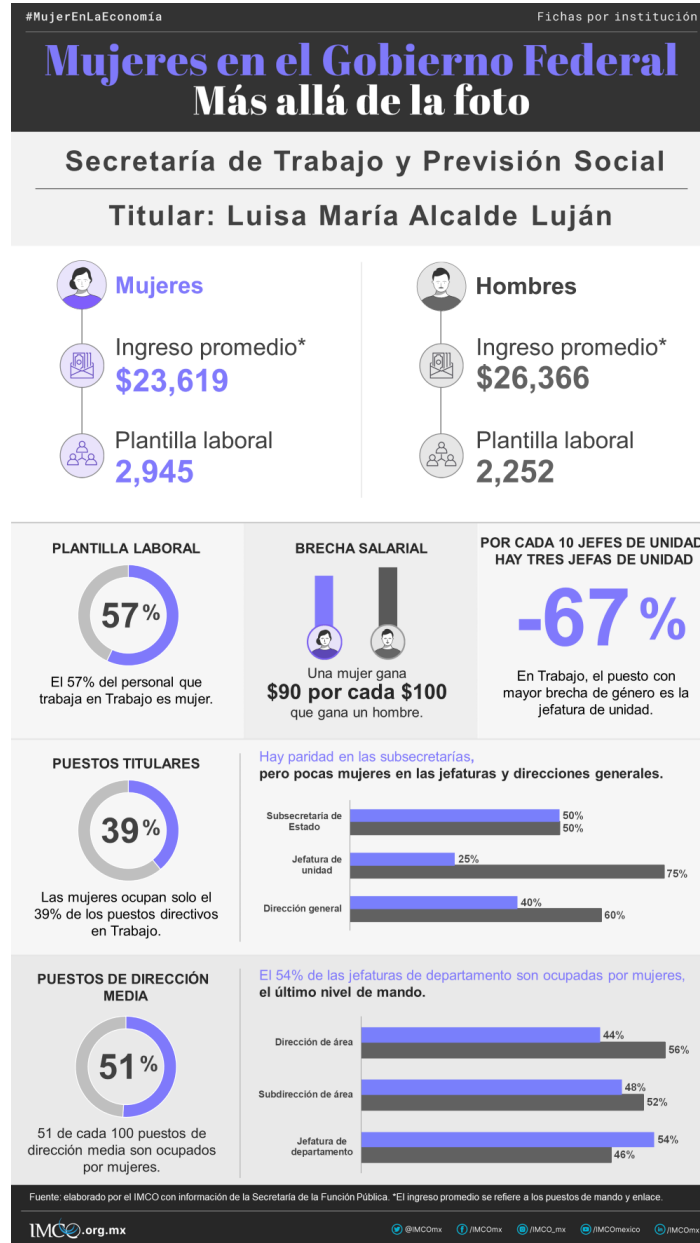 #MujerEnLaEconomía
Fichas por institución
Mujeres en el Gobierno Federal
Más allá de la foto
Secretaría de Trabajo y Previsión Social
Titular: Luisa María Alcalde Luján
Mujeres
Ingreso promedio*
$23,619
Plantilla laboral
2,945
Hombres
Ingreso promedio*
$26,366
Plantilla laboral
2,252
PLANTILLA LABORAL
57%
El 57% del personal que
trabaja en Trabajo es mujer.
BRECHA SALARIAL
Una mujer gana
$90 por cada $100
que gana un hombre.
POR CADA 10 JEFES DE UNIDAD
HAY TRES JEFAS DE UNIDAD
-67%
En Trabajo, el puesto con
mayor brecha de género es la
jefatura de unidad.
PUESTOS TITULARES
39%
Las mujeres ocupan solo el
39% de los puestos directivos
en Trabajo.
Hay paridad en las subsecretarías,
pero pocas mujeres en las jefaturas y direcciones generales.
Subsecretaría de
Estado
50%
50%
Jefatura de
unidad
25%
75%
Dirección general
40%
60%
PUESTOS DE DIRECCIÓN
MEDIA
51%
51 de cada 100 puestos de
dirección media son ocupados
por mujeres.
El 54% de las jefaturas de departamento son ocupadas por mujeres,
el último nivel de mando.
Dirección de área
44%
56%
Subdirección de área
48%
52%
Jefatura de
departamento
54%
46%
Fuente: elaborado por el IMCO con información de la Secretaría de la Función Pública. *El ingreso promedio se refiere a los puestos de mando y enlace.
IMCO.org.mx
@IMCOmx
/IMCOmx
/IMCO_mx
/IMCOmexico
/IMCOmx